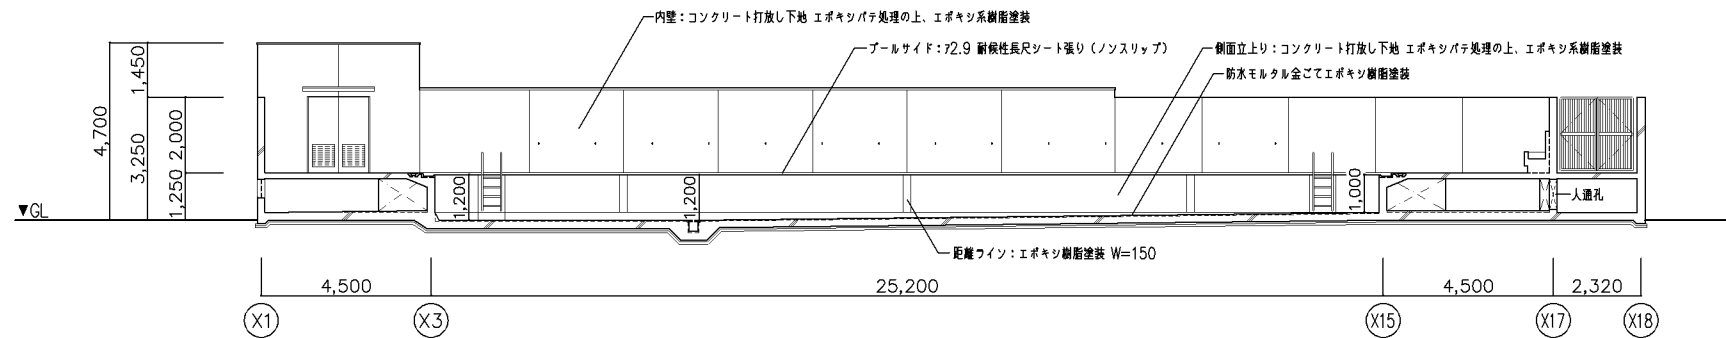 内壁：コンクリート打放し下地 エポキシパテ処理の上、エポキシ系樹脂塗装
プールサイド：ｱ2.9 耐候性長尺シート張り（ノンスリップ）
側面立上り：コンクリート打放し下地 エポキシパテ処理の上、エポキシ系樹脂塗装
防水モルタル金ごてエポキシ樹脂塗装
1,450
4,700
3,250
2,000
1,250
1,200
1,200
1,000
人通孔
▼GL
距離ライン：エポキシ樹脂塗装 W=150
4,500
25,200
4,500
2,320
X1
X3
X15
X17
X18